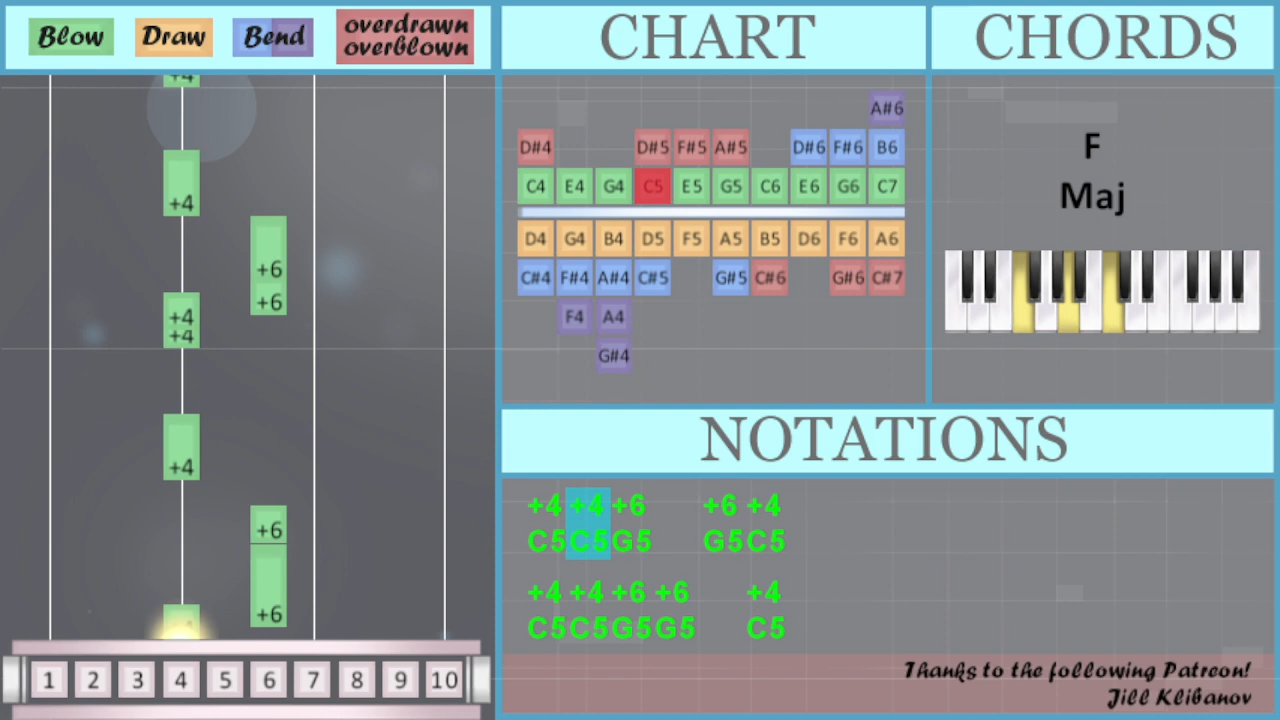 Blow Draw Bend overdrawn
overblown
CHART
CHORDS
+4
+4
+6
+6
+4
+4
+4
+6
+6
1 2 3 4 5 6 7 8 9 10
A#6
D#4 D#5 F#5 A#5 D#6 F#6 B6
C4 E4 G4 C5 E5 G5 C6 E6 G6 C7
D4 G4 B4 D5 F5 A5 B5 D6 F6 A6
C#4 F#4 A#4 C#5 G#5 C#6 G#6 C#7
F4 A4
G#4
F
Maj
NOTATIONS
+4 +4 +6 +6 +4
C5 C5 G5 G5 C5
+4 +4 +6 +6 +4
C5 C5 G5 G5 C5
Thanks to the following Patreon!
Jill Klibanov